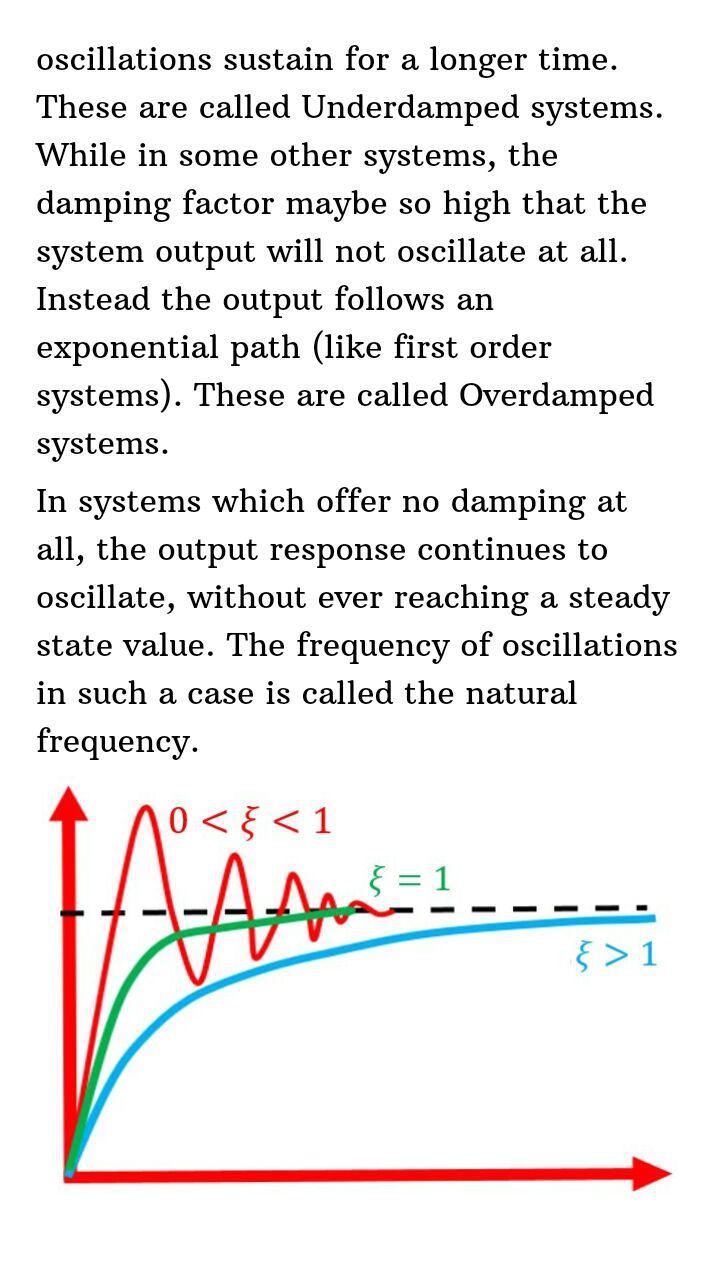 oscillations sustain for a longer time.
These are called Underdamped systems.
While in some other systems, the
damping factor maybe so high that the
system output will not oscillate at all.
Instead the output follows an
exponential path (like first order
systems). These are called Overdamped
systems.
In systems which offer no damping at
all, the output response continues to
oscillate, without ever reaching a steady
state value. The frequency of oscillations
in such a case is called the natural
frequency.
0 < ξ < 1
ξ = 1
ξ > 1